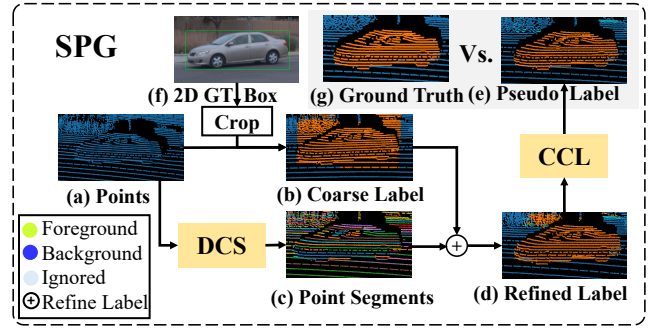 SPG
(f) 2D GT Box
(g) Ground Truth
Vs.
(e) Pseudo Label
Crop
(a) Points
(b) Coarse Label
CCL
Foreground
Background
Ignored
Refine Label
DCS
(c) Point Segments
(d) Refined Label